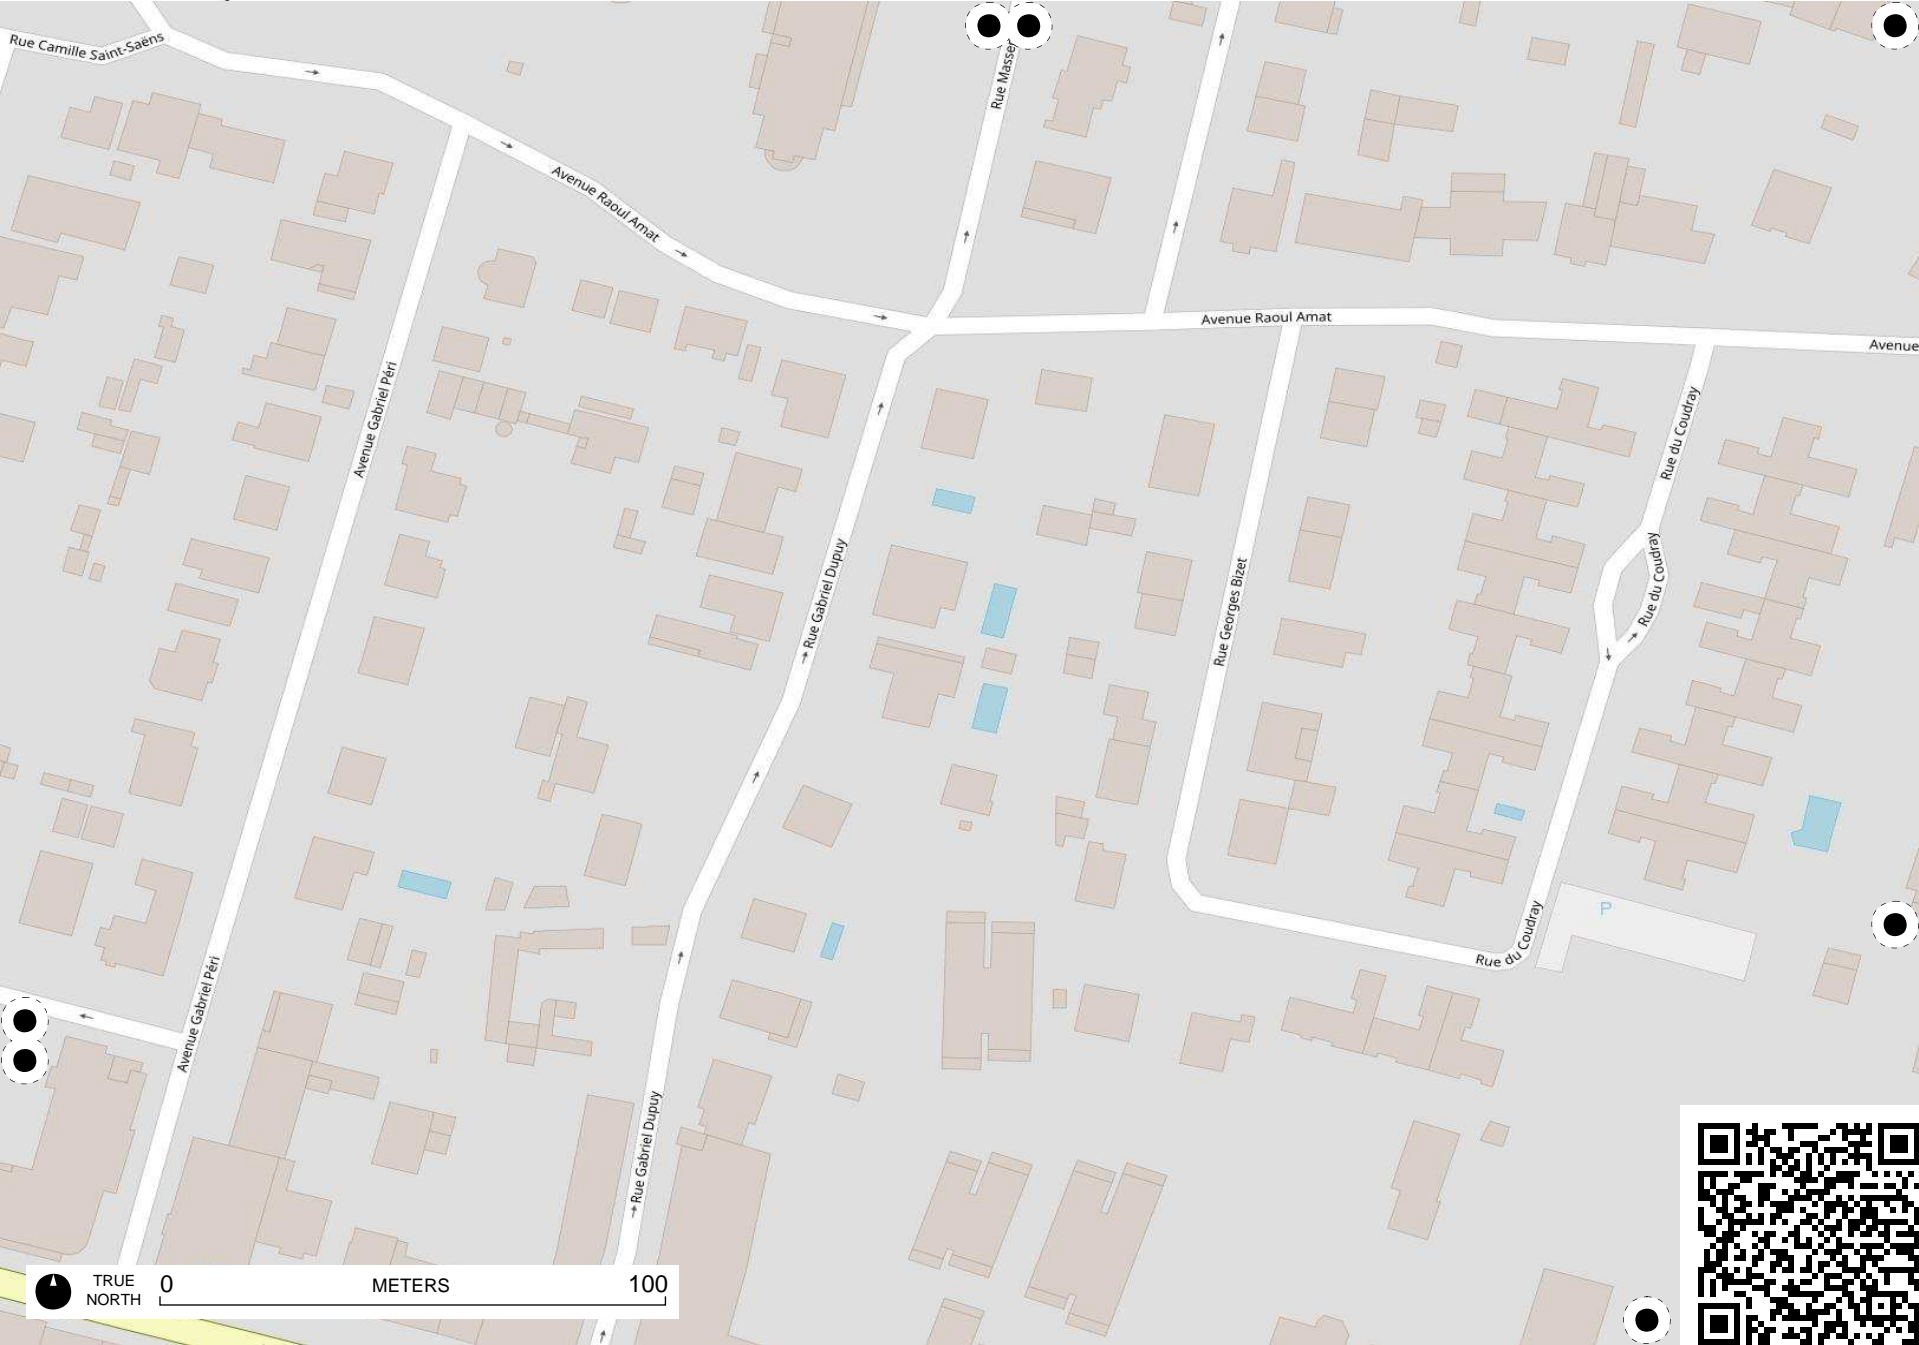 Rue Camille Saint-Saëns
Rue Masse
Avenue Raoul Amat
Avenue Raoul Amat
Avenue
Avenue Gabriel Péri
Rue du Coudray
Rue Gabriel Dupuy
Rue Georges Bizet
Rue du Coudray
P
Rue du Coudray
Avenue Gabriel Péri
Rue Gabriel Dupuy
TRUE NORTH
0 METERS 100